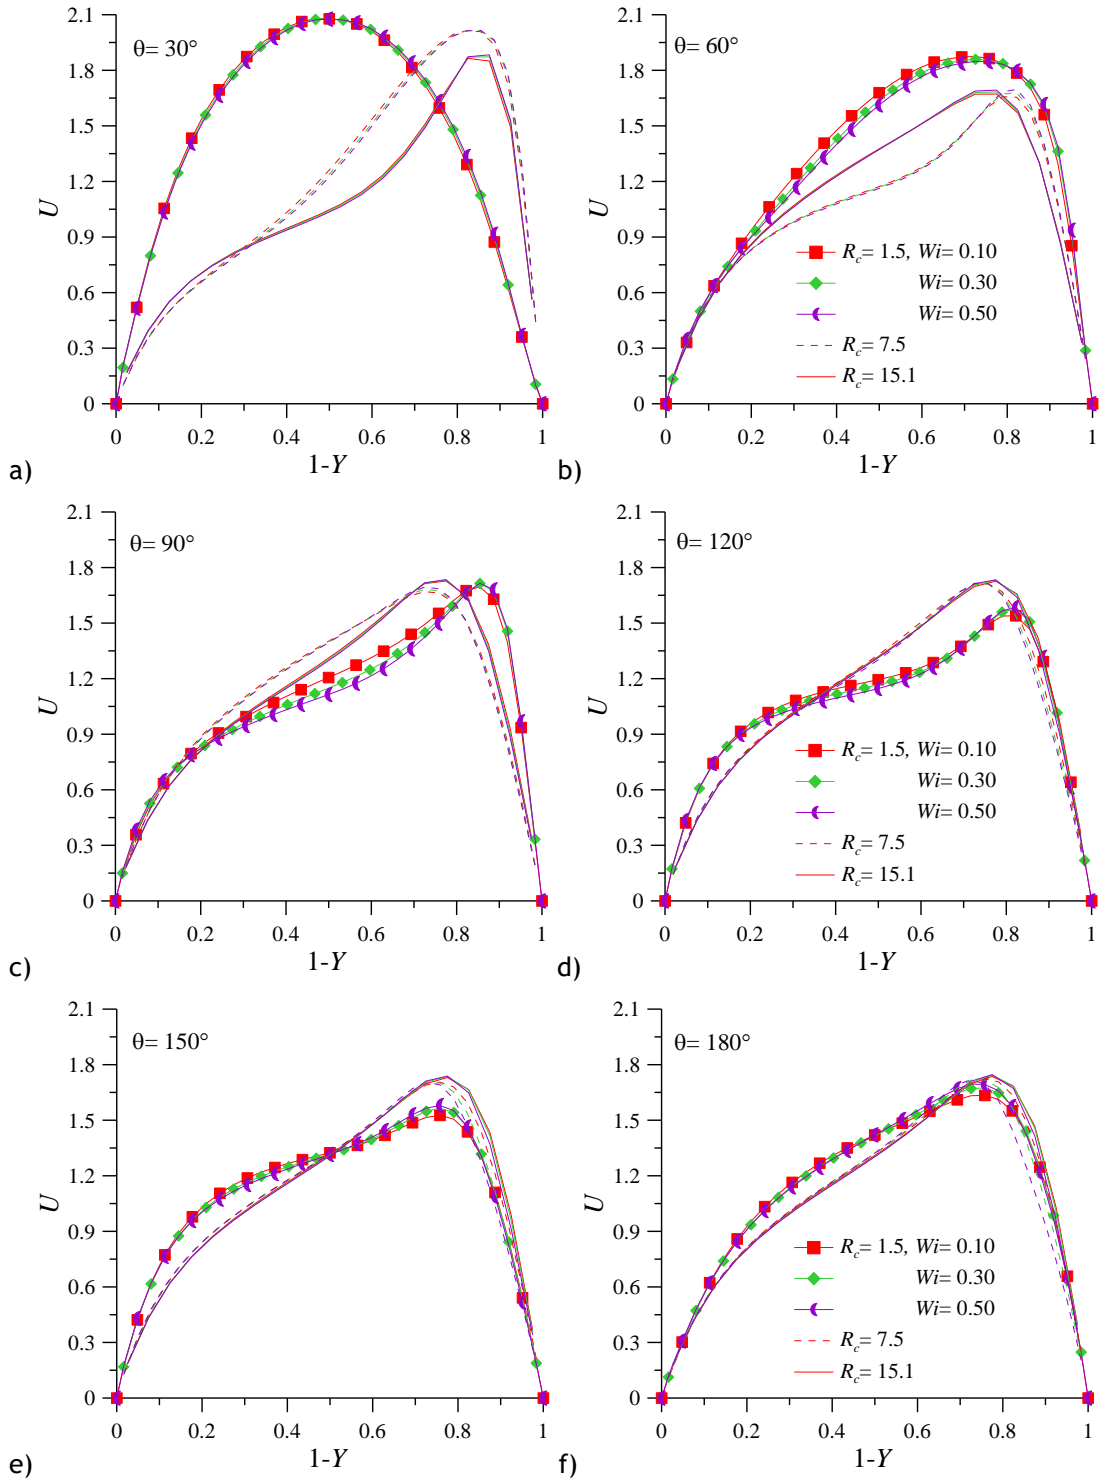 θ= 30°
U
2.1
1.8
1.5
1.2
0.9
0.6
0.3
0
0 0.2 0.4 0.6 0.8 1
1-Y
a)
θ= 60°
U
2.1
1.8
1.5
1.2
0.9
0.6
0.3
0
R_c= 1.5, Wi= 0.10
Wi= 0.30
Wi= 0.50
R_c= 7.5
R_c= 15.1
0 0.2 0.4 0.6 0.8 1
1-Y
b)
θ= 90°
U
2.1
1.8
1.5
1.2
0.9
0.6
0.3
0
0 0.2 0.4 0.6 0.8 1
1-Y
c)
θ= 120°
U
2.1
1.8
1.5
1.2
0.9
0.6
0.3
0
R_c= 1.5, Wi= 0.10
Wi= 0.30
Wi= 0.50
R_c= 7.5
R_c= 15.1
0 0.2 0.4 0.6 0.8 1
1-Y
d)
θ= 150°
U
2.1
1.8
1.5
1.2
0.9
0.6
0.3
0
0 0.2 0.4 0.6 0.8 1
1-Y
e)
θ= 180°
U
2.1
1.8
1.5
1.2
0.9
0.6
0.3
0
R_c= 1.5, Wi= 0.10
Wi= 0.30
Wi= 0.50
R_c= 7.5
R_c= 15.1
0 0.2 0.4 0.6 0.8 1
1-Y
f)